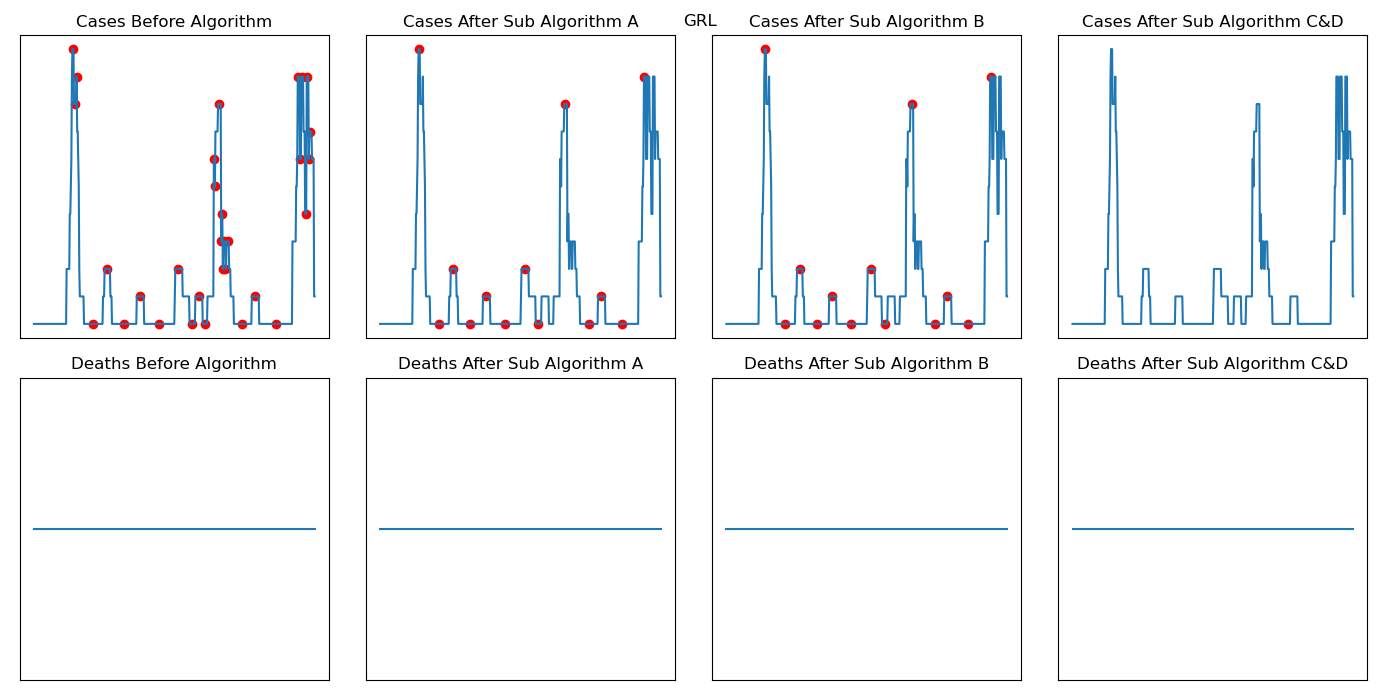 GRL
Cases Before Algorithm
Cases After Sub Algorithm A
Cases After Sub Algorithm B
Cases After Sub Algorithm C&D
Deaths Before Algorithm
Deaths After Sub Algorithm A
Deaths After Sub Algorithm B
Deaths After Sub Algorithm C&D